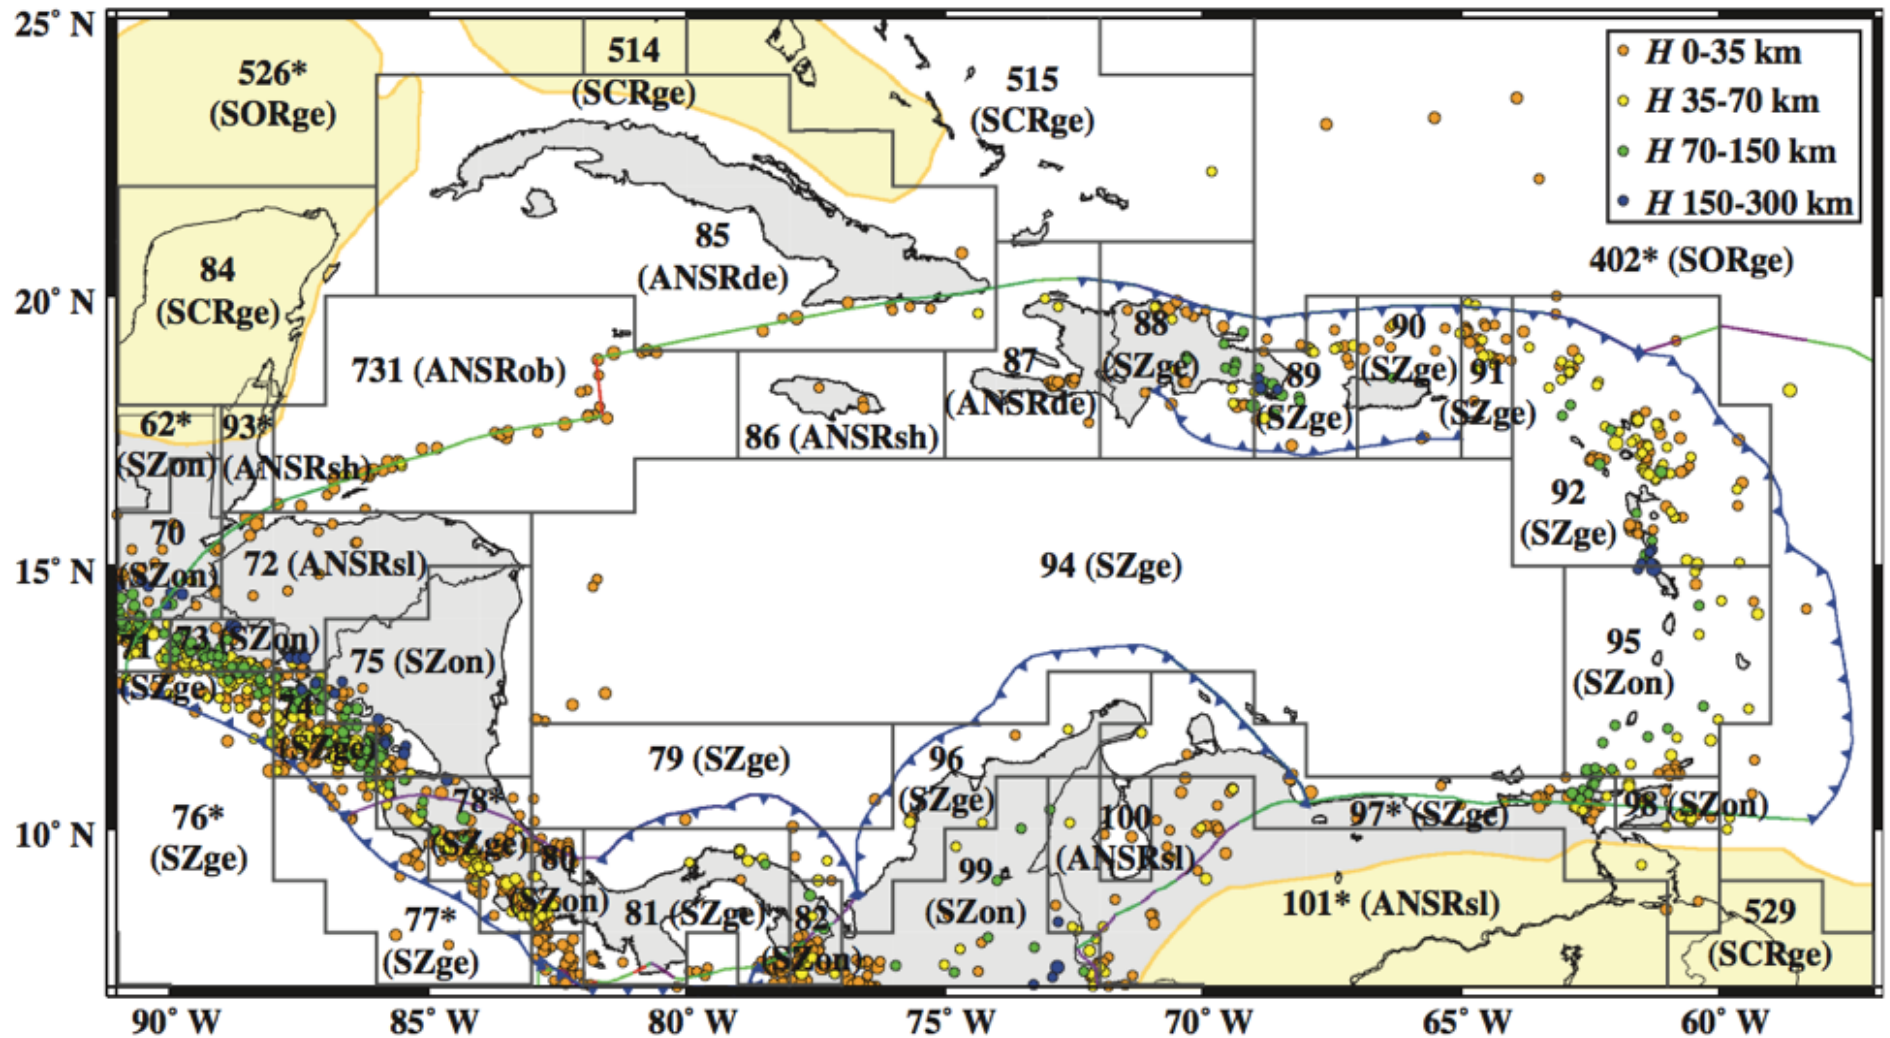 25° N
20° N
15° N
10° N
526*
(SORge)
514
(SCRge)
515
(SCRge)
H 0-35 km
H 35-70 km
H 70-150 km
H 150-300 km
402* (SORge)
84
(SCRge)
85
(ANSRde)
731 (ANSRob)
86 (ANSRsh)
87
(ANSRde)
88
(SZge)
89
(SZge)
90
(SZge)
91
(SZge)
62*
(SZon)
93*
(ANSRsh)
92
(SZge)
70
(SZon)
72 (ANSRsl)
94 (SZge)
71
(SZge)
73 (SZon)
75 (SZon)
95
(SZon)
74
(SZge)
79 (SZge)
96
(SZge)
76*
(SZge)
78*
(SZge)
80
(SZon)
100
(ANSRsl)
97* (SZge)
98 (SZon)
77*
(SZge)
81 (SZge)
82
(SZon)
99
(SZon)
101* (ANSRsl)
529
(SCRge)
90° W
85° W
80° W
75° W
70° W
65° W
60° W